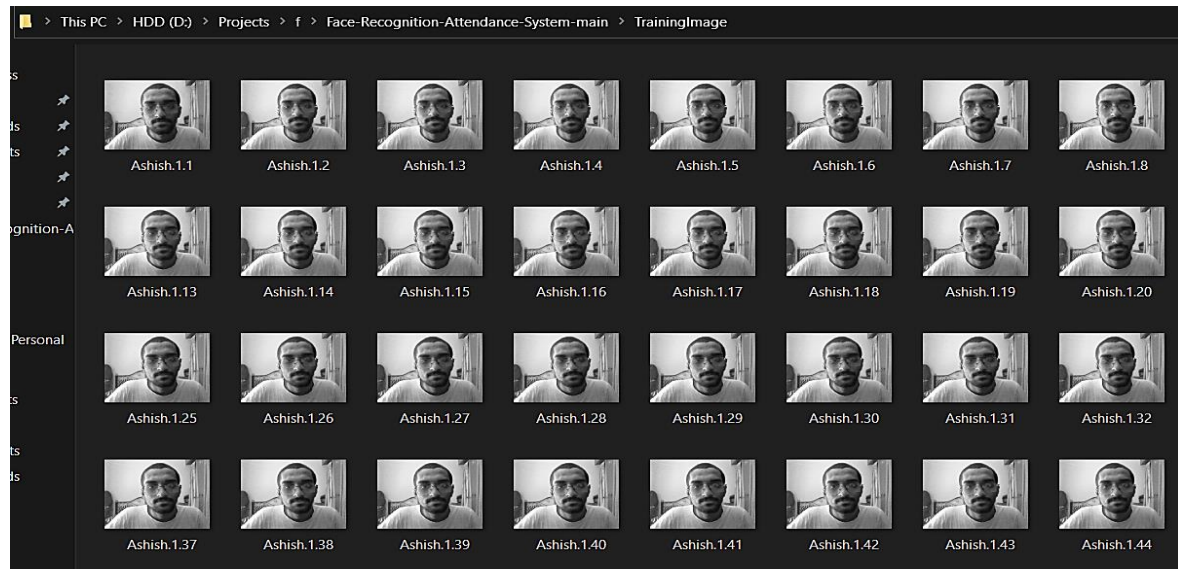 > This PC > HDD (D:) > Projects > f > Face-Recognition-Attendance-System-main > TrainingImage
ss
ds
ts
ognition-A
Personal
ts
ts
ds
Ashish.1.1 Ashish.1.2 Ashish.1.3 Ashish.1.4 Ashish.1.5 Ashish.1.6 Ashish.1.7 Ashish.1.8
Ashish.1.13 Ashish.1.14 Ashish.1.15 Ashish.1.16 Ashish.1.17 Ashish.1.18 Ashish.1.19 Ashish.1.20
Ashish.1.25 Ashish.1.26 Ashish.1.27 Ashish.1.28 Ashish.1.29 Ashish.1.30 Ashish.1.31 Ashish.1.32
Ashish.1.37 Ashish.1.38 Ashish.1.39 Ashish.1.40 Ashish.1.41 Ashish.1.42 Ashish.1.43 Ashish.1.44